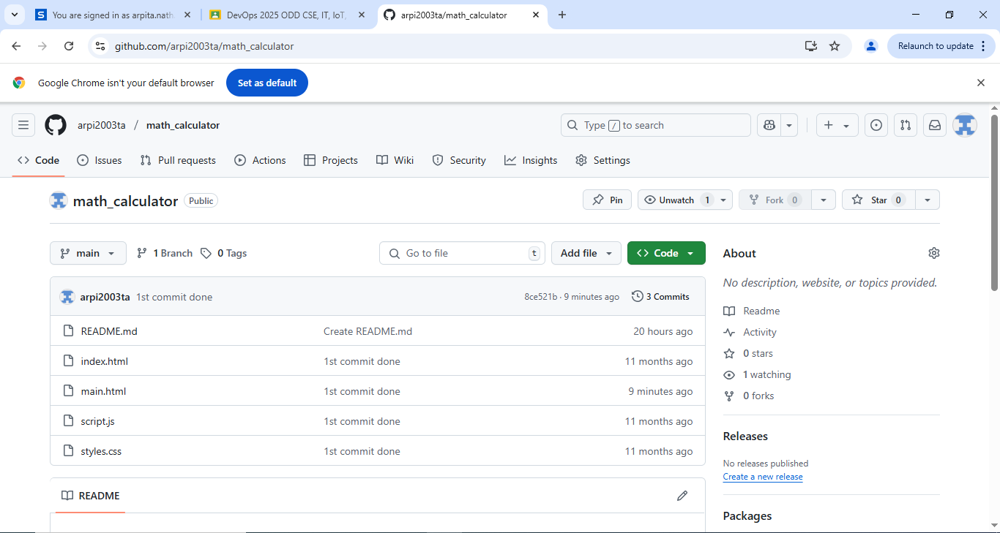 You are signed in as arpita.nath
DevOps 2025 ODD CSE, IT, IoT,
arpi2003ta/math_calculator
github.com/arpi2003ta/math_calculator
Relaunch to update
Google Chrome isn't your default browser
Set as default
arpi2003ta / math_calculator
Type / to search
Code
Issues
Pull requests
Actions
Projects
Wiki
Security
Insights
Settings
math_calculator Public
Pin
Unwatch 1
Fork 0
Star 0
main
1 Branch
0 Tags
Go to file t
Add file
Code
arpi2003ta 1st commit done 8ce521b · 9 minutes ago 3 Commits
README.md Create README.md 20 hours ago
index.html 1st commit done 11 months ago
main.html 1st commit done 9 minutes ago
script.js 1st commit done 11 months ago
styles.css 1st commit done 11 months ago
README
About
No description, website, or topics provided.
Readme
Activity
0 stars
1 watching
0 forks
Releases
No releases published
Create a new release
Packages